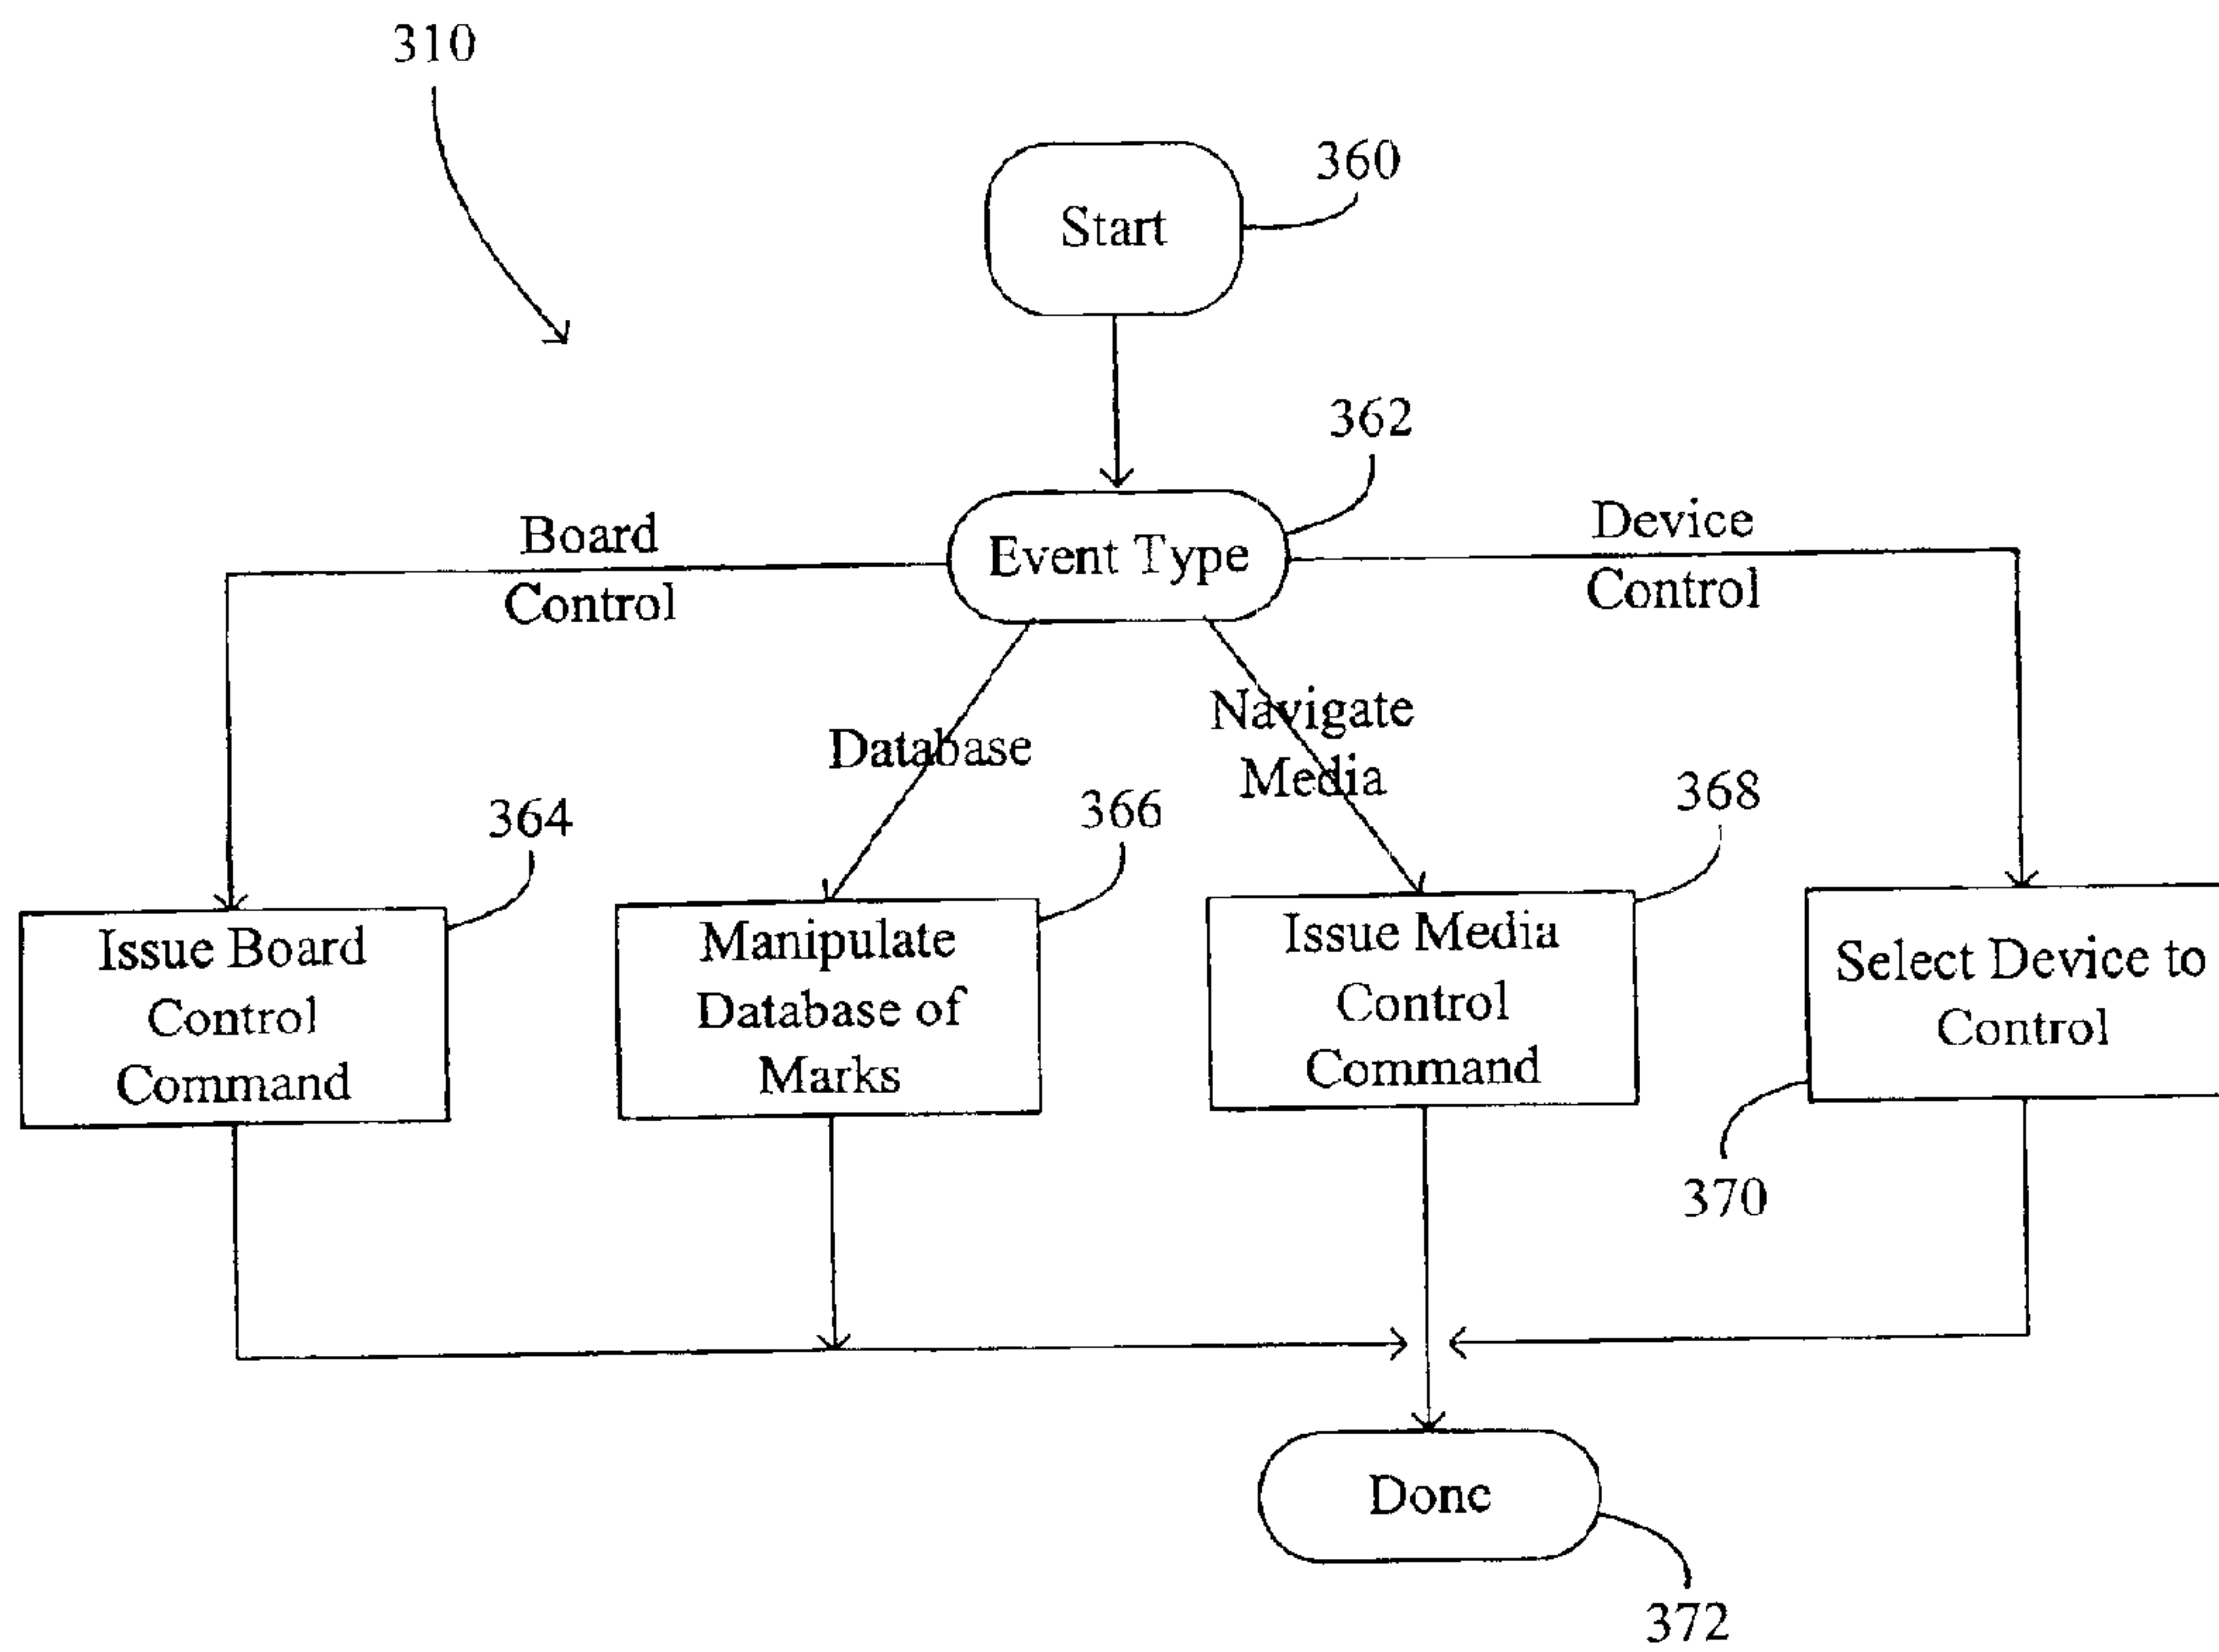 310
360
Start
362
Event Type
Board
Control
Device
Control
Database
Navigate
Media
364
366
368
Issue Board
Control
Command
Manipulate
Database of
Marks
Issue Media
Control
Command
Select Device to
Control
370
Done
372